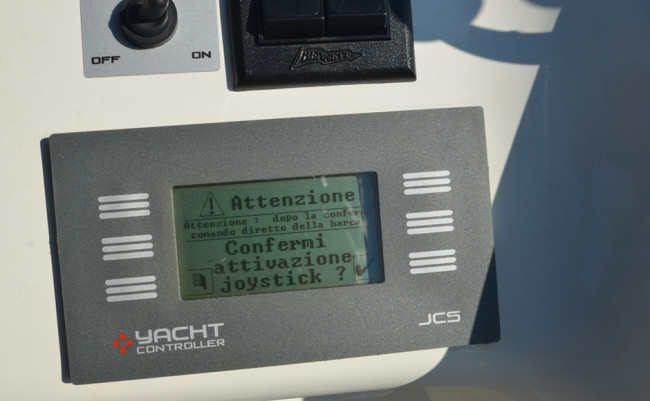 OFF ON
Attenzione
Attenzione : dopo la confer
comando diretto della barca
Confermi
attivazione
joystick ?
YACHT
CONTROLLER
JCS